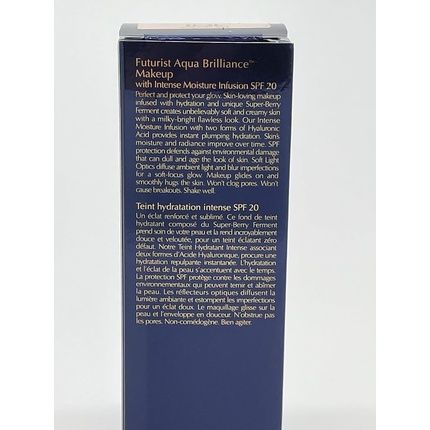 Futurist Aqua Brilliance™
Makeup
with Intense Moisture Infusion SPF 20
Perfect and protect your glow. Skin-loving makeup
infused with hydration and unique Super-Berry
Ferment creates unbelievably soft and creamy skin
with a milky-bright flawless look. Our Intense
Moisture Infusion with two forms of Hyaluronic
Acid provides instant plumping hydration. Skin's
moisture and radiance improve over time. SPF
protection defends against environmental damage
that can dull and age the look of skin. Soft Light
Optics diffuse ambient light and blur imperfections
for a soft-focus glow. Makeup glides on and
smoothly hugs the skin. Won't clog pores. Won't
cause breakouts. Shake well.
Teint hydratation intense SPF 20
Un éclat renforcé et sublimé. Ce fond de teint
hydratant composé du Super-Berry Ferment
prend soin de votre peau et la rend incroyablement
douce et veloutée, pour un teint éclatant zéro
défaut. Notre Teint Hydratant Intense associant
deux formes d'Acide Hyaluronique, procure une
hydratation repulpante instantanée. L'hydratation
et l'éclat de la peau s'accentuent avec le temps.
La protection SPF protège contre les dommages
environnementaux qui peuvent ternir et abîmer
la peau. Les réflecteurs optiques diffusent la
lumière ambiante et estompent les imperfections
pour un éclat doux. Le maquillage glisse sur la
peau et l'enveloppe en douceur. N'obstrue pas
les pores. Non-comédogène. Bien agiter.